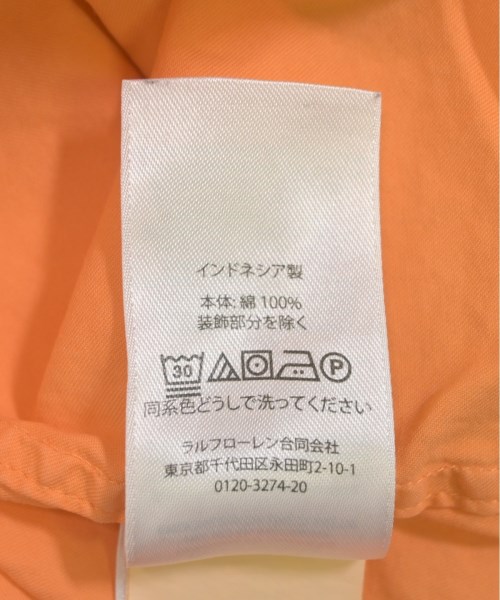 インドネシア製
本体: 綿 100%
装飾部分を除く
30 P
同系色どうしで洗ってください
ラルフローレン合同会社
東京都千代田区永田町2-10-1
0120-3274-20